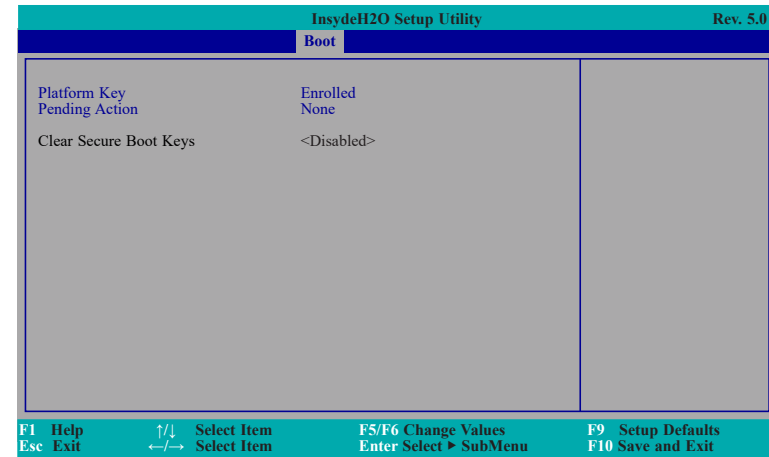 InsydeH2O Setup Utility Rev. 5.0
Boot
Platform Key Enrolled
Pending Action None
Clear Secure Boot Keys <Disabled>
F1 Help ↑/↓ Select Item F5/F6 Change Values F9 Setup Defaults
Esc Exit ←/→ Select Item Enter Select ▶ SubMenu F10 Save and Exit